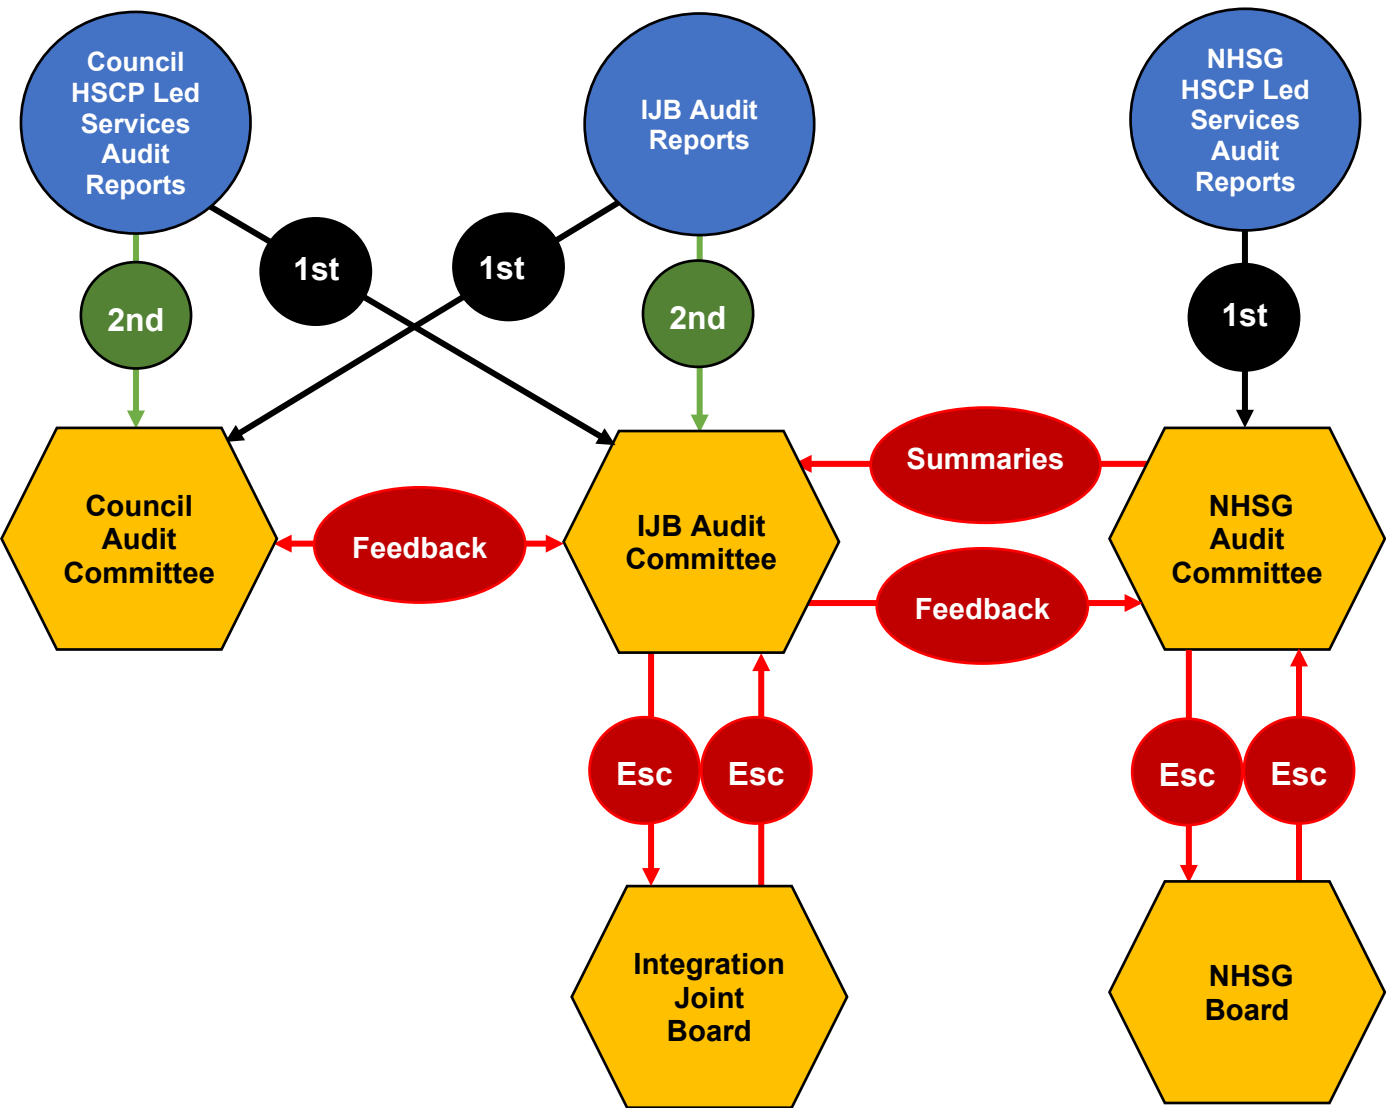 Council
HSCP Led
Services
Audit
Reports
IJB Audit
Reports
NHSG
HSCP Led
Services
Audit
Reports
1st
1st
2nd
2nd
1st
Summaries
Council
Audit
Committee
Feedback
IJB Audit
Committee
NHSG
Audit
Committee
Feedback
Esc
Esc
Esc
Esc
Integration
Joint
Board
NHSG
Board